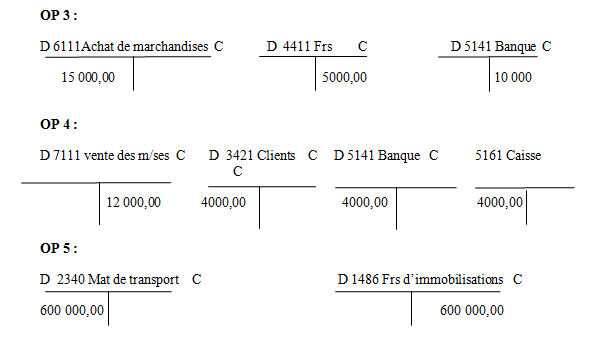 OP 3 :
D 6111Achat de marchandises C D 4411 Frs C D 5141 Banque C
15 000,00 5000,00 10 000
OP 4 :
D 7111 vente des m/ses C D 3421 Clients C D 5141 Banque C 5161 Caisse
C
12 000,00 4000,00 4000,00 4000,00
OP 5 :
D 2340 Mat de transport C D 1486 Frs d’immobilisations C
600 000,00 600 000,00